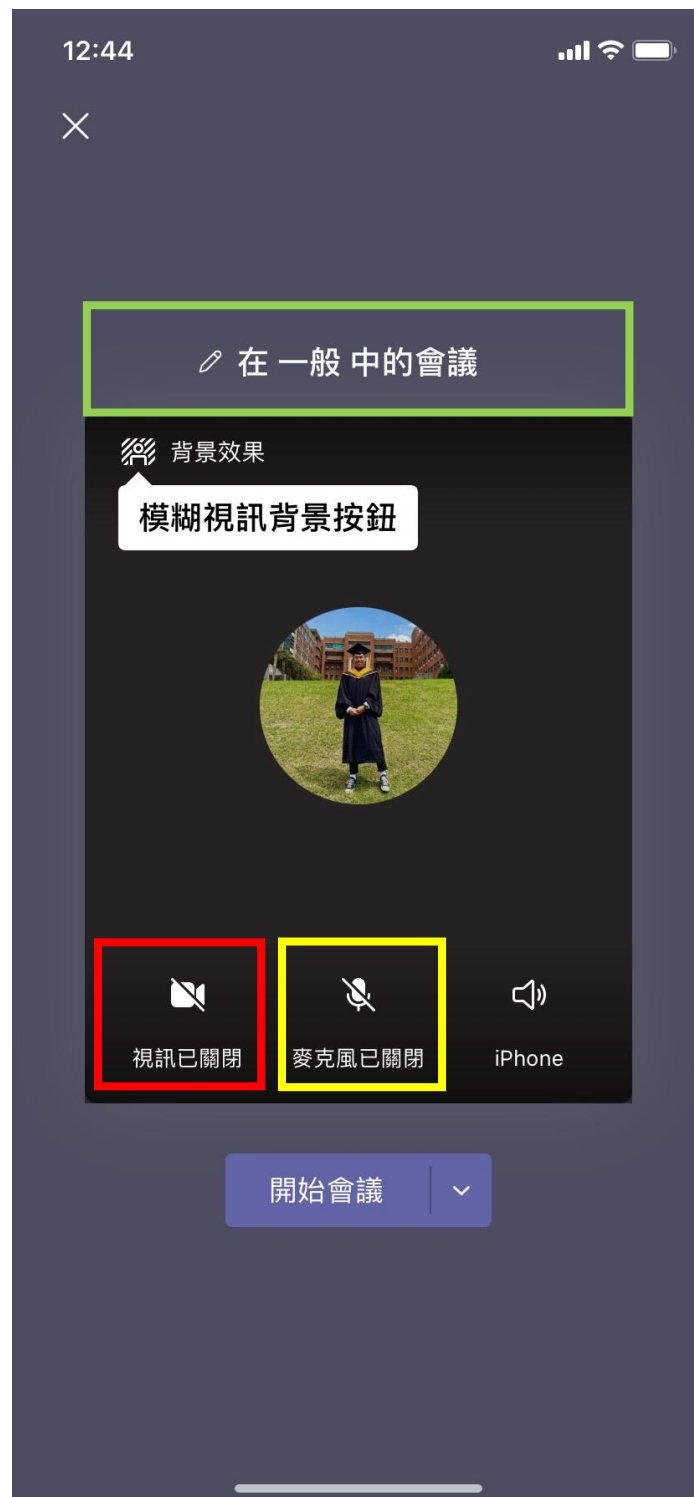 12:44
在 一般 中的會議
背景效果
模糊視訊背景按鈕
視訊已關閉
麥克風已關閉
iPhone
開始會議